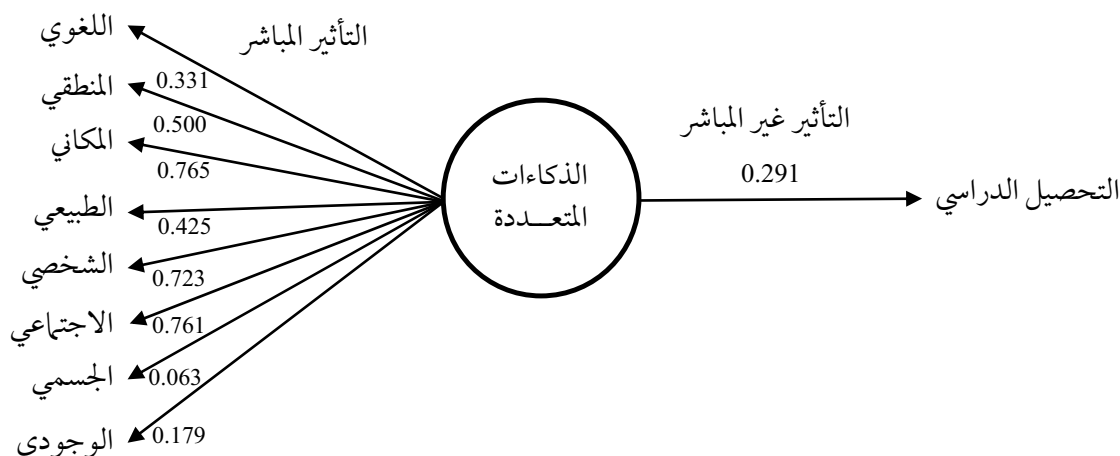 اللغوي
التأثير المباشر
المنطقي
0.331
المكاني
0.500
0.765
الطبيعي
0.425
الشخصي
0.723
الاجتماعي
0.761
الجسمي
0.063
الوجودي
0.179
الذكاءات
المتعـــددة
التأثير غير المباشر
0.291
التحصيل الدراسي